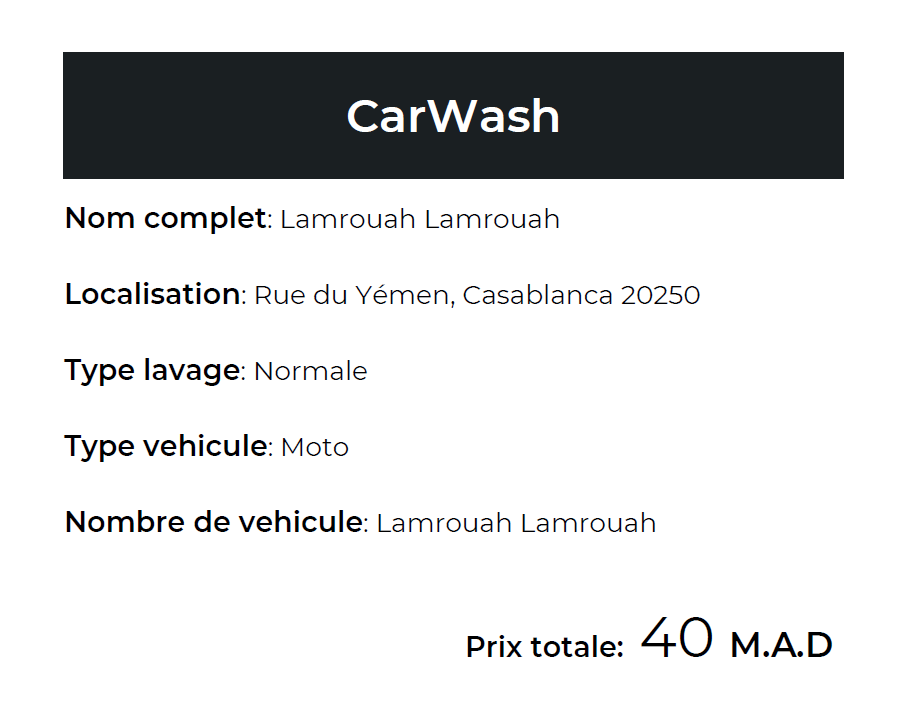 CarWash
Nom complet: Lamrouah Lamrouah
Localisation: Rue du Yémen, Casablanca 20250
Type lavage: Normale
Type vehicule: Moto
Nombre de vehicule: Lamrouah Lamrouah
Prix totale: 40 M.A.D